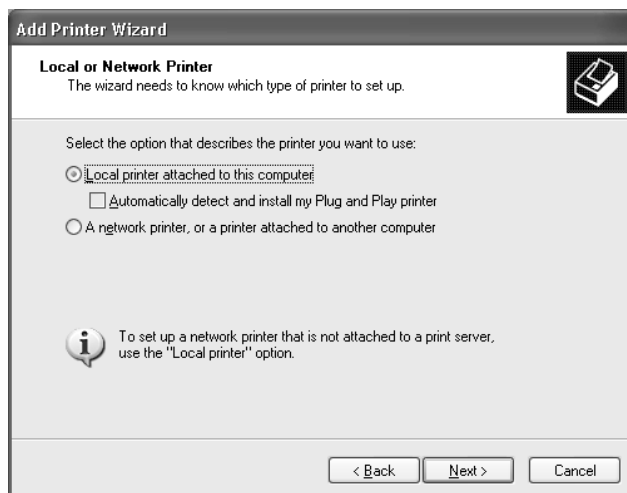 Add Printer Wizard
Local or Network Printer
The wizard needs to know which type of printer to set up.
Select the option that describes the printer you want to use:
Local printer attached to this computer
Automatically detect and install my Plug and Play printer
A network printer, or a printer attached to another computer
To set up a network printer that is not attached to a print server,
use the "Local printer" option.
< Back Next > Cancel